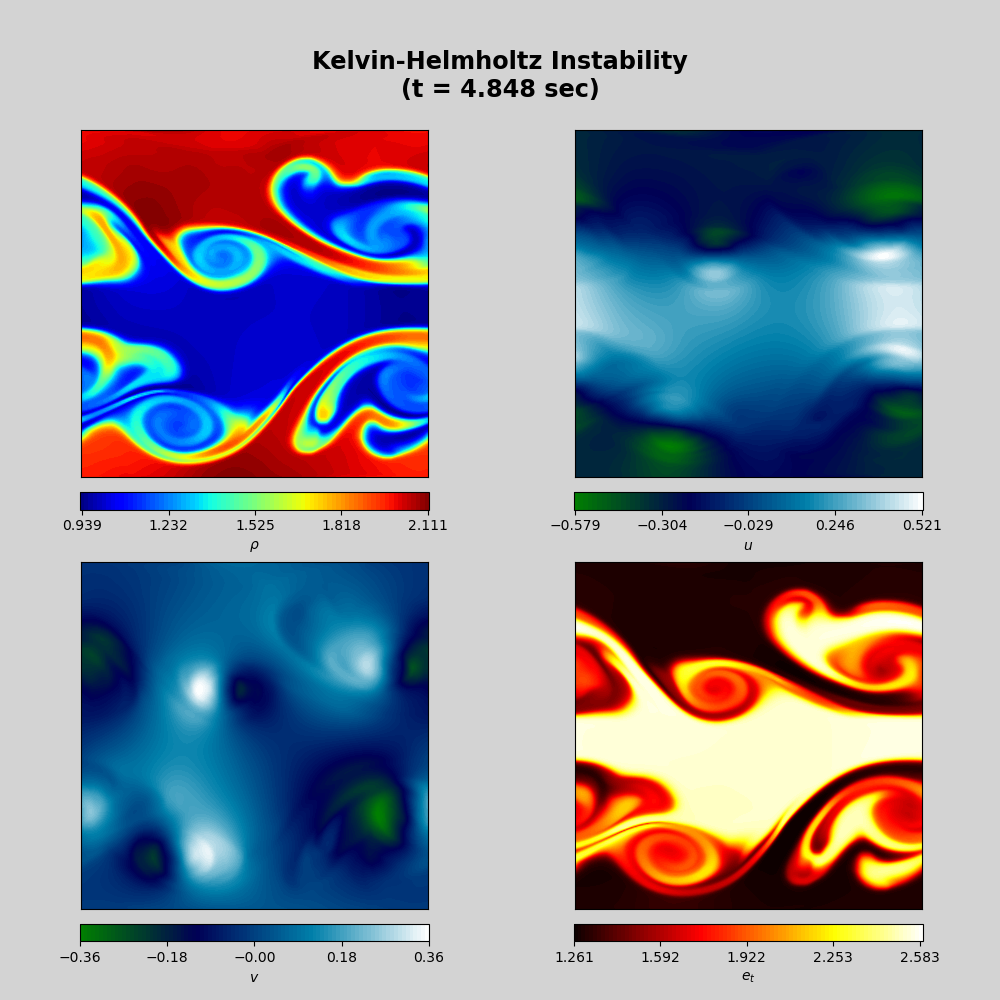 Kelvin-Helmholtz Instability
(t = 4.848 sec)
0.939 1.232 1.525 1.818 2.111
ρ
−0.579 −0.304 −0.029 0.246 0.521
u
−0.36 −0.18 −0.00 0.18 0.36
v
1.261 1.592 1.922 2.253 2.583
e_t